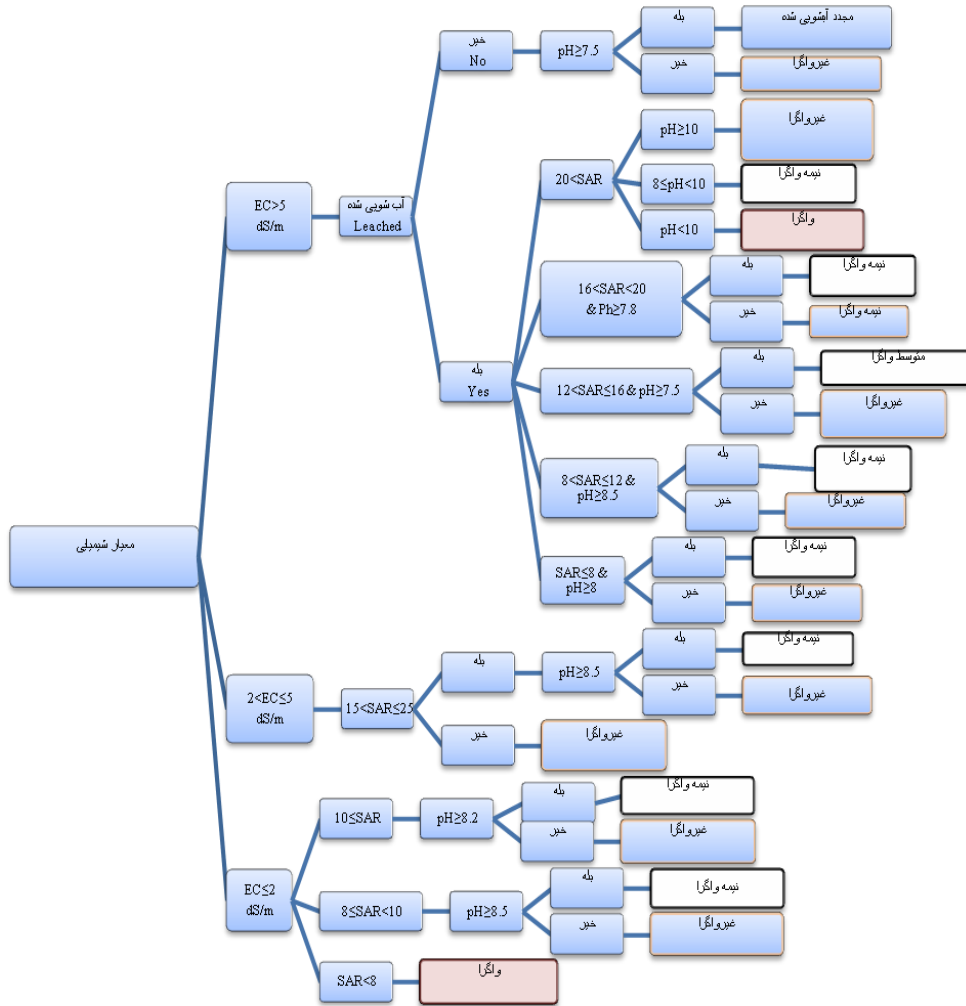 معیار شیمیایی
EC>5
dS/m
آب شویی شده
Leached
خیر
No
pH≥7.5
بله
مجدد آبشویی شده
خیر
غیرواگرا
بله
Yes
20<SAR
pH≥10
غیرواگرا
8≤pH<10
نیمه واگرا
pH<10
واگرا
16<SAR<20
& Ph≥7.8
بله
نیمه واگرا
خیر
نیمه واگرا
12<SAR≤16 & pH≥7.5
بله
متوسط واگرا
خیر
غیرواگرا
8<SAR≤12 &
pH≥8.5
بله
نیمه واگرا
خیر
غیرواگرا
SAR≤8 &
pH≥8
بله
نیمه واگرا
خیر
غیرواگرا
2<EC≤5
dS/m
15<SAR≤25
بله
pH≥8.5
بله
نیمه واگرا
خیر
غیرواگرا
خیر
غیرواگرا
EC≤2
dS/m
10≤SAR
pH≥8.2
بله
نیمه واگرا
خیر
غیرواگرا
8≤SAR<10
pH≥8.5
بله
نیمه واگرا
خیر
غیرواگرا
SAR<8
واگرا